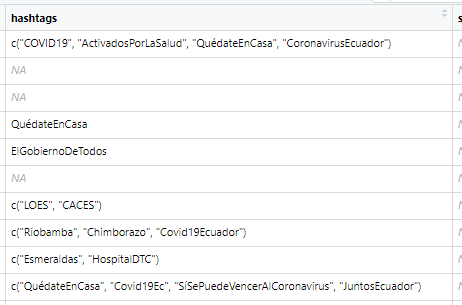 hashtags
c("COVID19", "ActivadosPorLaSalud", "QuédateEnCasa", "CoronavirusEcuador")
NA
NA
QuédateEnCasa
ElGobiernoDeTodos
NA
c("LOES", "CACES")
c("Riobamba", "Chimborazo", "Covid19Ecuador")
c("Esmeraldas", "HospitalDTC")
c("QuédateEnCasa", "Covid19Ec", "SíSePuedeVencerAlCoronavirus", "JuntosEcuador")